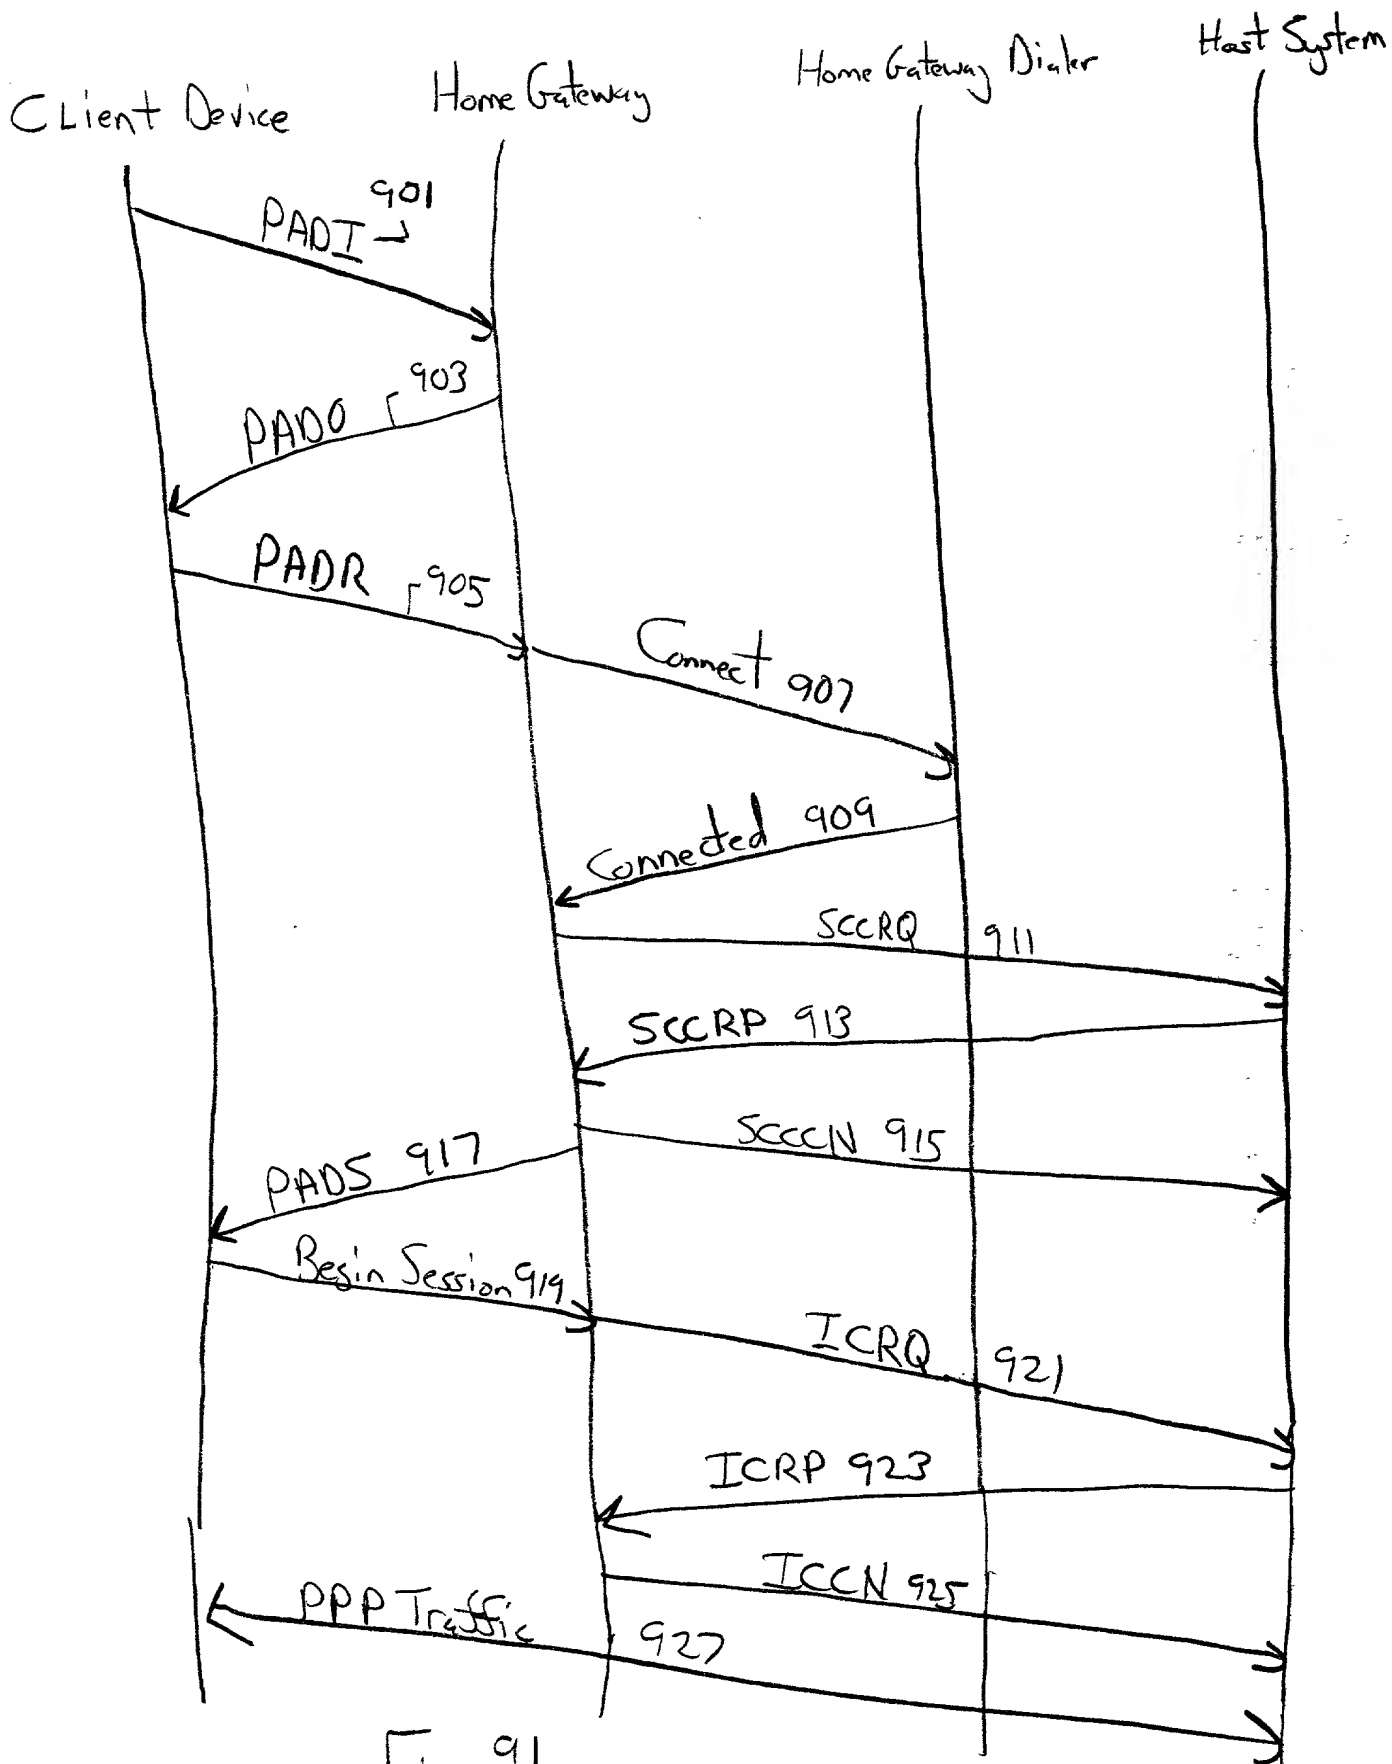 Client Device
Home Gateway
Home Gateway Dialer
Host System
PADI 901
PADO 903
PADR 905
Connect 907
Connected 909
SCCRQ 911
SCCRP 913
SCCCN 915
PADS 917
Begin Session 919
ICRQ 921
ICRP 923
ICCN 925
PPP Traffic 927